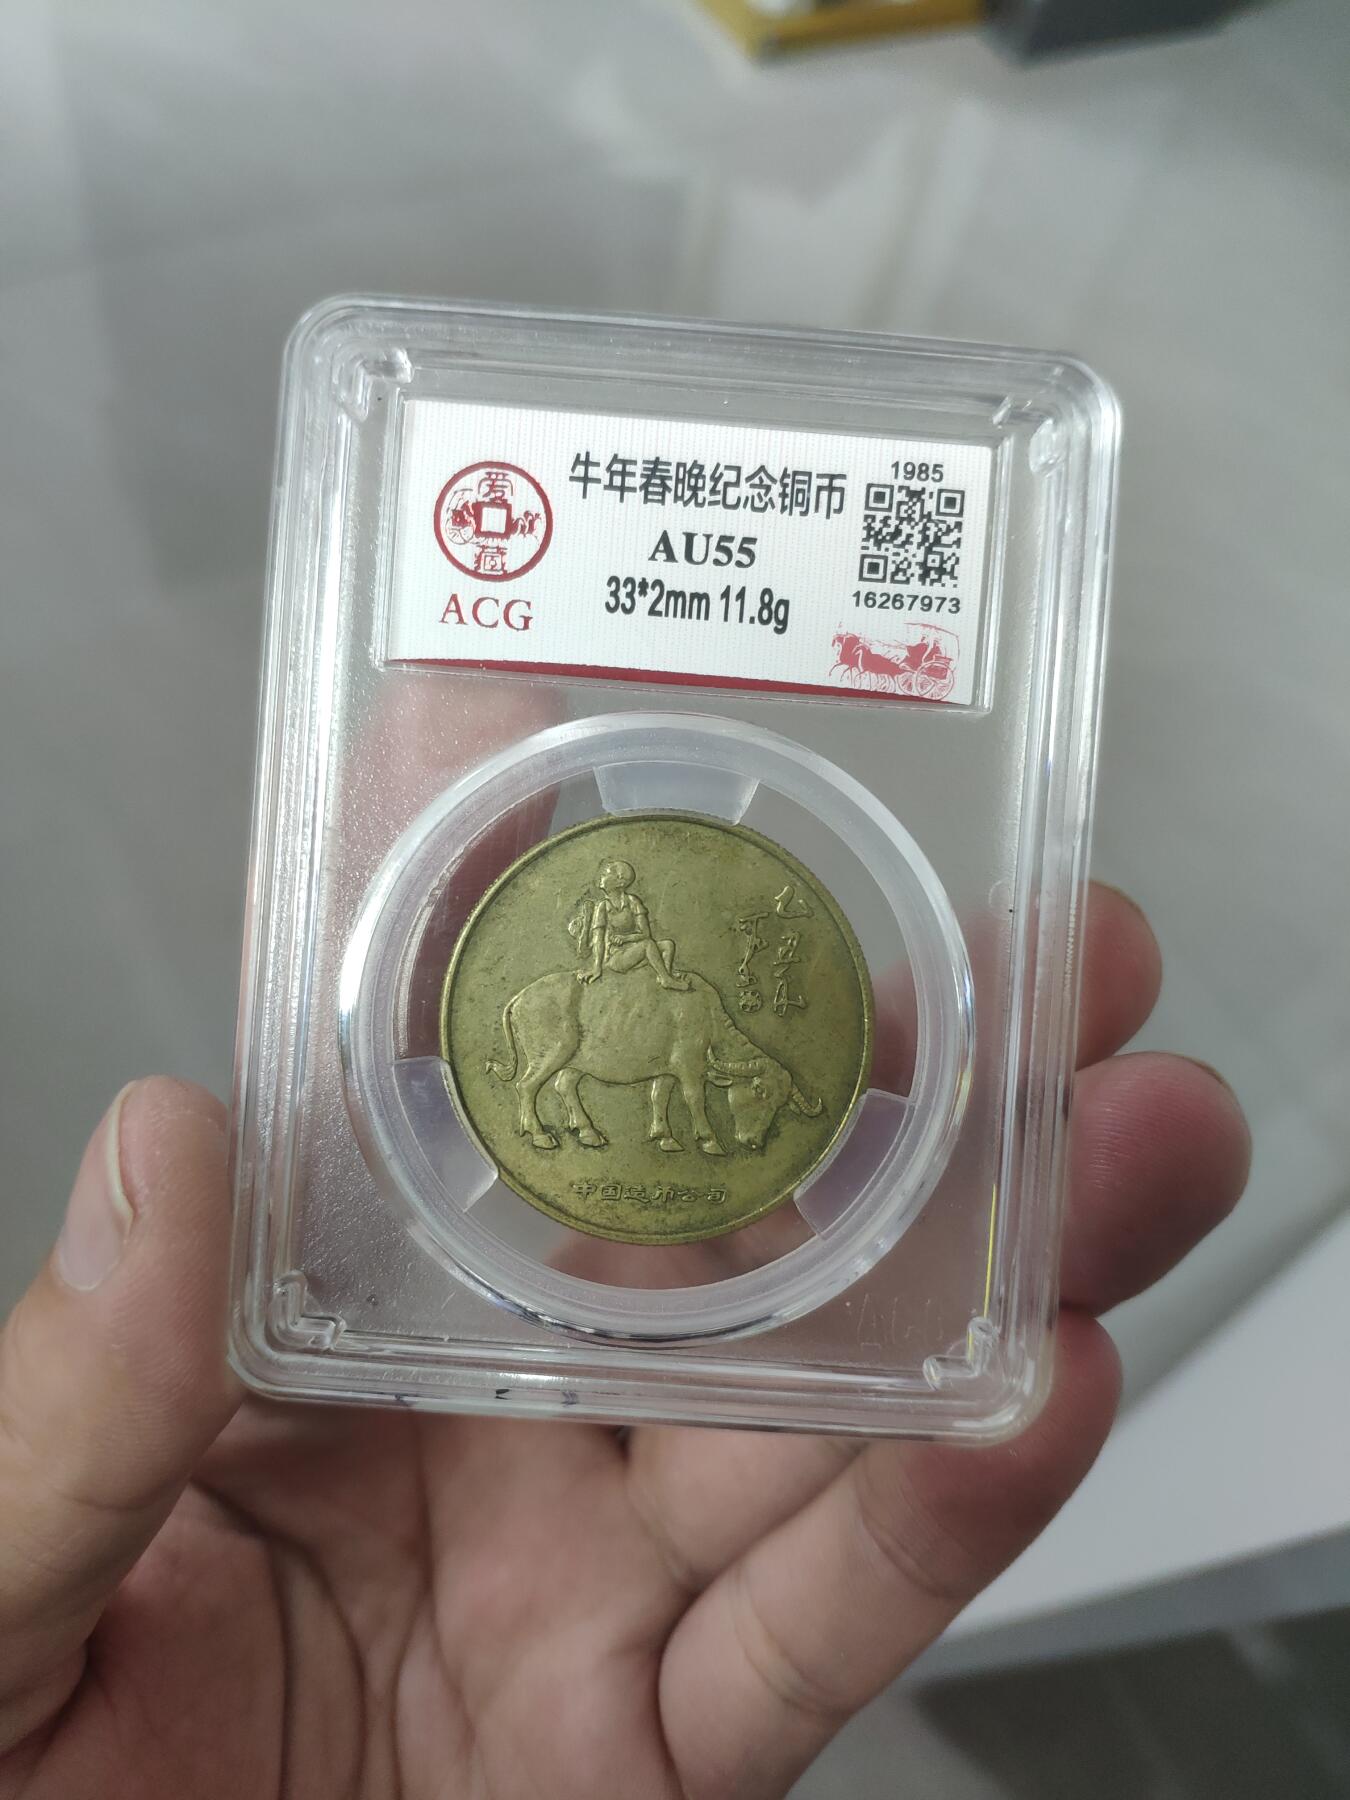 爱
藏
ACG
牛年春晚纪念铜币
AU55
33*2mm 11.8g
1985
16267973
乙丑年
中国造币公司